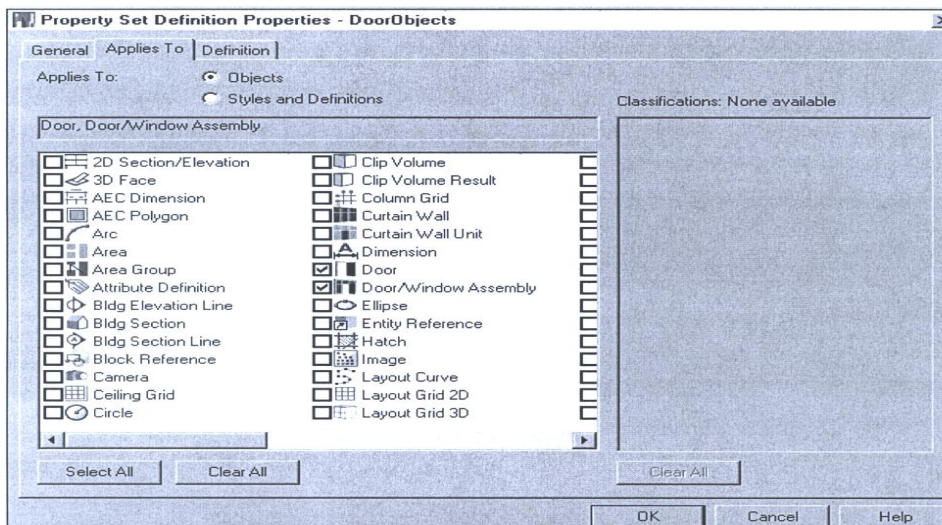 Property Set Definition Properties - DoorObjects
General Applies To Definition
Applies To:
Objects
Styles and Definitions
Classifications: None available
Door, Door/Window Assembly
2D Section/Elevation
3D Face
AEC Dimension
AEC Polygon
Arc
Area
Area Group
Attribute Definition
Bldg Elevation Line
Bldg Section
Bldg Section Line
Block Reference
Camera
Ceiling Grid
Circle
Clip Volume
Clip Volume Result
Column Grid
Curtain Wall
Curtain Wall Unit
Dimension
Door
Door/Window Assembly
Ellipse
Entity Reference
Hatch
Image
Layout Curve
Layout Grid 2D
Layout Grid 3D
Select All Clear All Clear All
OK Cancel Help